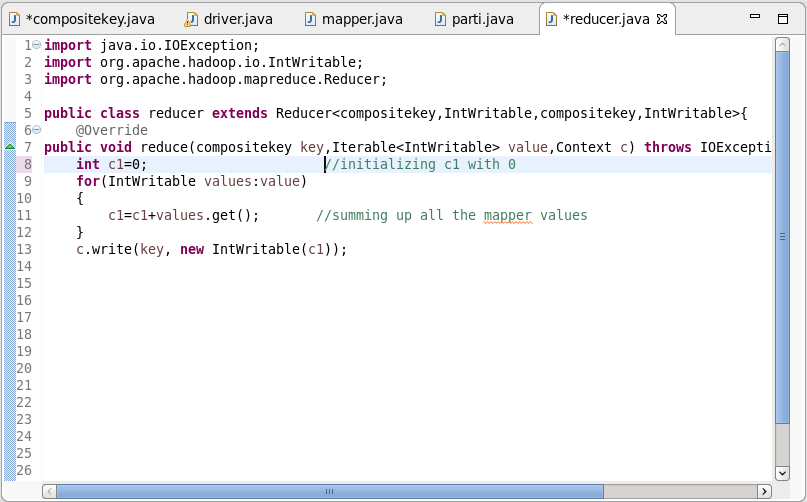 *compositekey.java driver.java mapper.java parti.java *reducer.java
1 import java.io.IOException;
2 import org.apache.hadoop.io.IntWritable;
3 import org.apache.hadoop.mapreduce.Reducer;
4
5 public class reducer extends Reducer<compositekey,IntWritable,compositekey,IntWritable>{
6 @Override
7 public void reduce(compositekey key,Iterable<IntWritable> value,Context c) throws IOExcepti
8 int c1=0; //initializing c1 with 0
9 for(IntWritable values:value)
10 {
11 c1=c1+values.get(); //summing up all the mapper values
12 }
13 c.write(key, new IntWritable(c1));
14
15
16
17
18
19
20
21
22
23
24
25
26